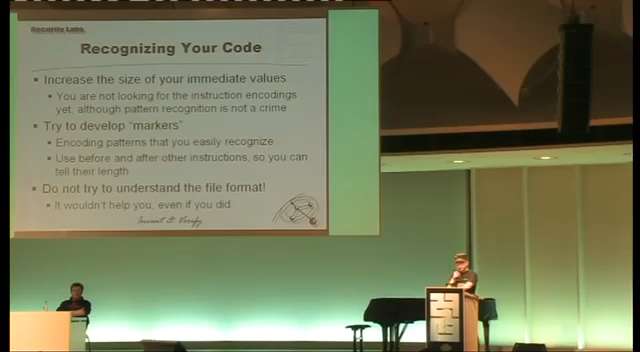 Security Labs
Recognizing Your Code
Increase the size of your immediate values
You are not looking for the instruction encodings
yet, although pattern recognition is not a crime
Try to develop “markers”
Encoding patterns that you easily recognize
Use before and after other instructions, so you can
tell their length
Do not try to understand the file format!
It wouldn't help you, even if you did.
Invent & Verify